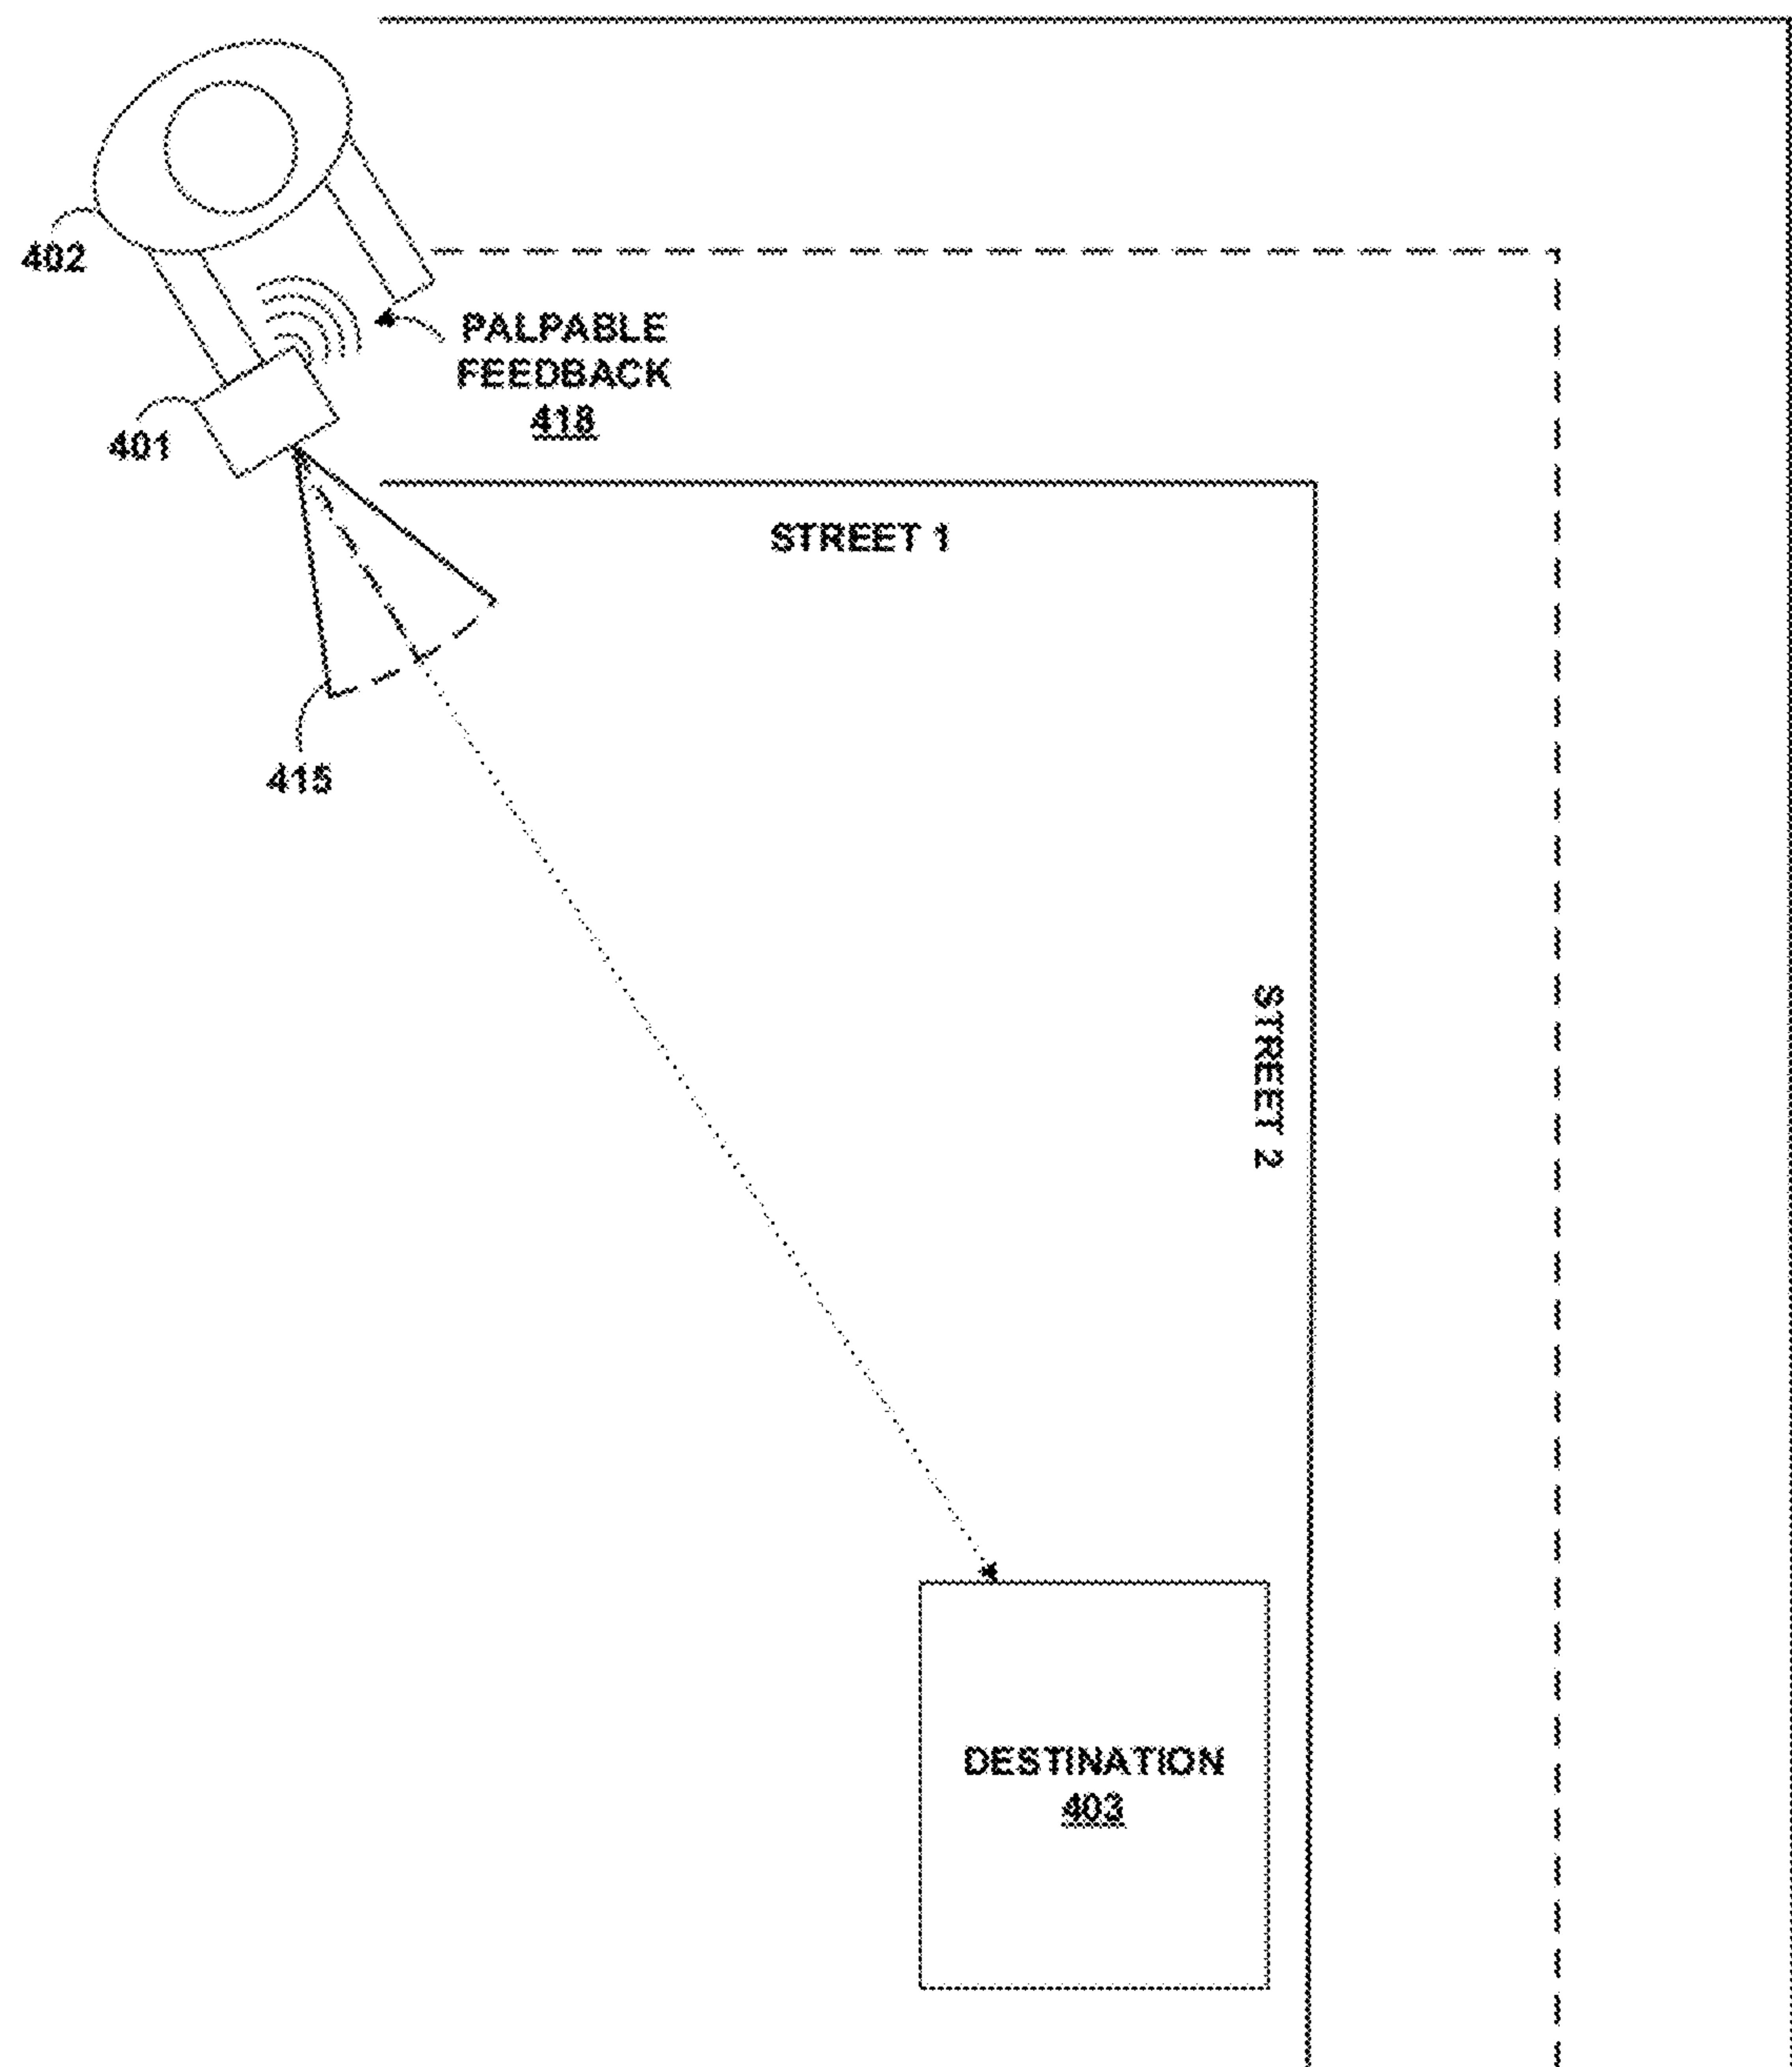 402
PALPABLE
FEEDBACK
418
401
STREET 1
415
STREET 2
DESTINATION
403